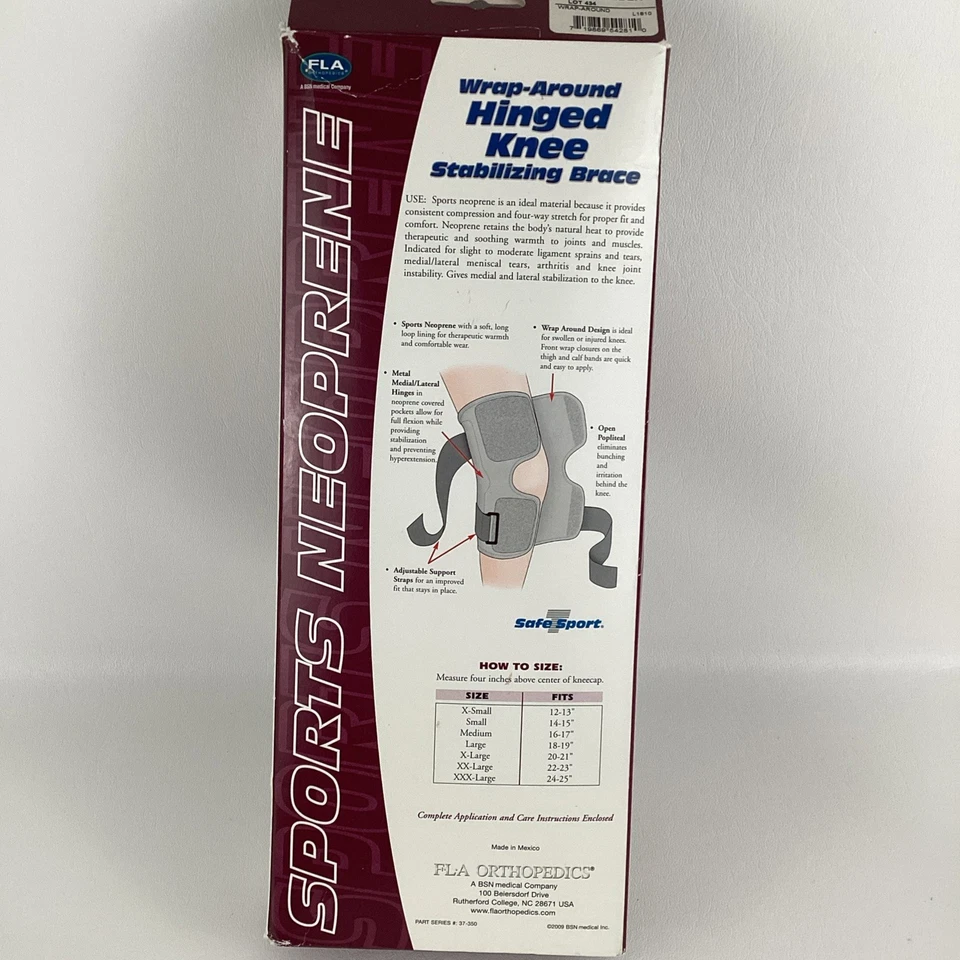 LOT 434
WRAP-AROUND
L1810
7 19869 54261 0
FLA
ORTHOPEDICS
A BSN medical Company
SPORTS NEOPRENE
Wrap-Around
Hinged
Knee
Stabilizing Brace
USE: Sports neoprene is an ideal material because it provides
consistent compression and four-way stretch for proper fit and
comfort. Neoprene retains the body's natural heat to provide
therapeutic and soothing warmth to joints and muscles.
Indicated for slight to moderate ligament sprains and tears,
medial/lateral meniscal tears, arthritis and knee joint
instability. Gives medial and lateral stabilization to the knee.
• Sports Neoprene with a soft, long
loop lining for therapeutic warmth
and comfortable wear.
• Wrap Around Design is ideal
for swollen or injured knees.
Front wrap closures on the
thigh and calf bands are quick
and easy to apply.
• Metal
Medial/Lateral
Hinges in
neoprene covered
pockets allow for
full flexion while
providing
stabilization
and preventing
hyperextension.
• Open
Popliteal
eliminates
bunching
and
irritation
behind the
knee.
• Adjustable Support
Straps for an improved
fit that stays in place.
Safe T Sport®
HOW TO SIZE:
Measure four inches above center of kneecap.
SIZE FITS
X-Small 12-13"
Small 14-15"
Medium 16-17"
Large 18-19"
X-Large 20-21"
XX-Large 22-23"
XXX-Large 24-25"
Complete Application and Care Instructions Enclosed
Made in Mexico
FLA ORTHOPEDICS®
A BSN medical Company
100 Beiersdorf Drive
Rutherford College, NC 28671 USA
www.flaorthopedics.com
PART SERIES #: 37-350
©2009 BSN medical Inc.